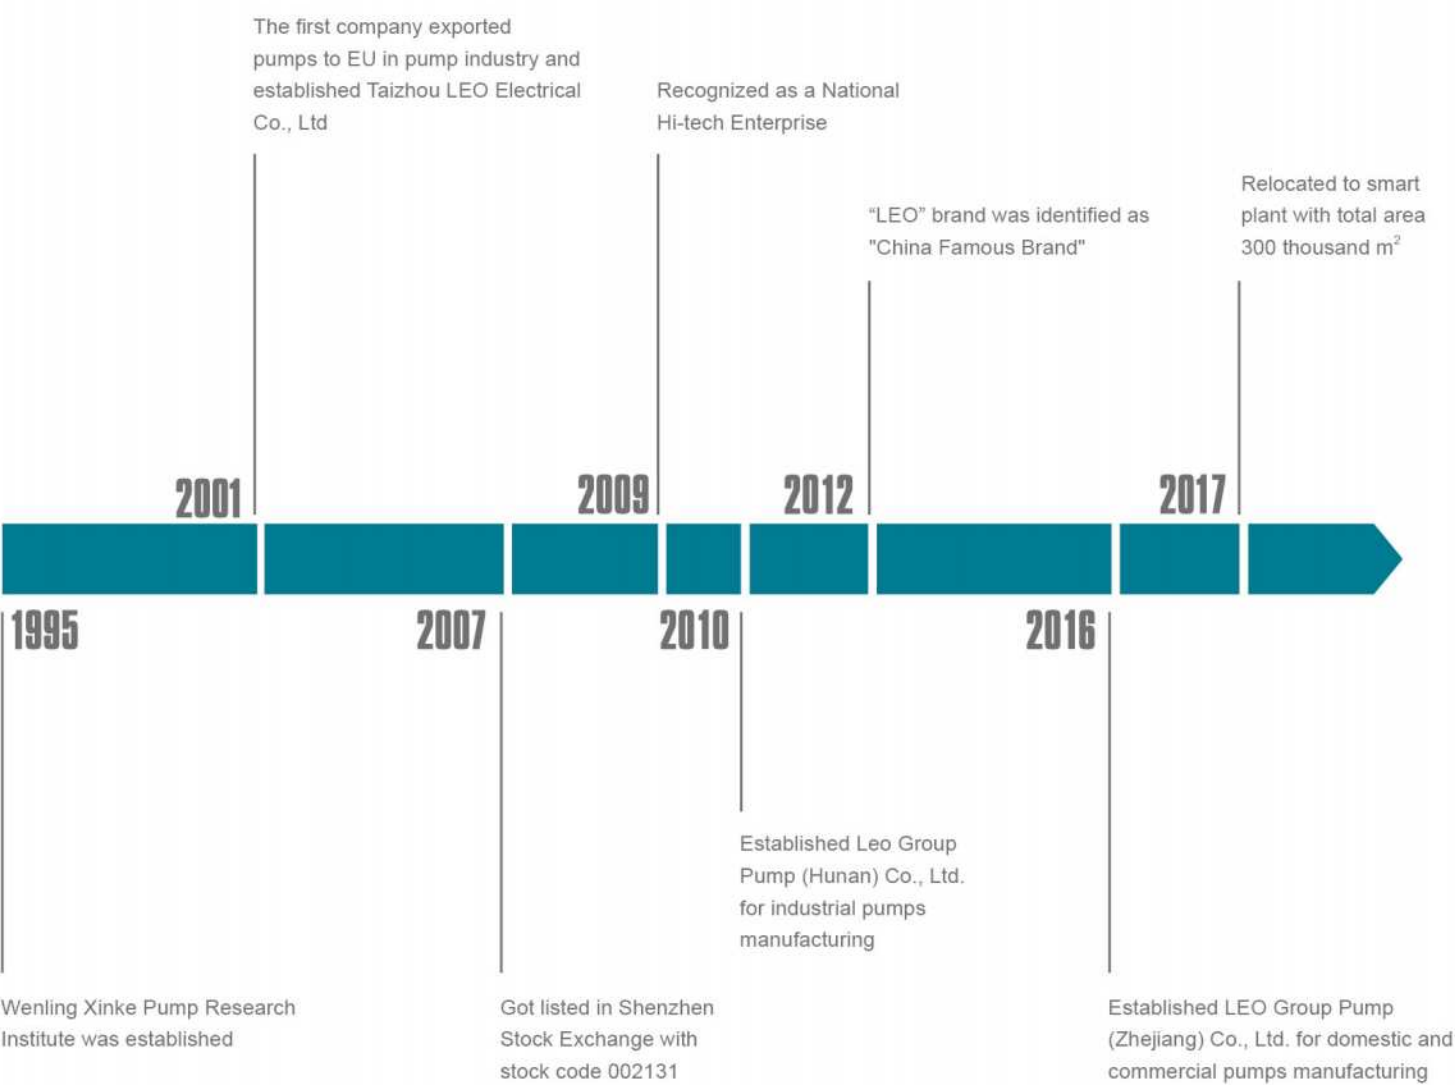 The first company exported
pumps to EU in pump industry and
established Taizhou LEO Electrical
Co., Ltd
Recognized as a National
Hi-tech Enterprise
“LEO” brand was identified as
"China Famous Brand"
Relocated to smart
plant with total area
300 thousand m²
2001
2009
2012
2017
1995
2007
2010
2016
Established Leo Group
Pump (Hunan) Co., Ltd.
for industrial pumps
manufacturing
Wenling Xinke Pump Research
Institute was established
Got listed in Shenzhen
Stock Exchange with
stock code 002131
Established LEO Group Pump
(Zhejiang) Co., Ltd. for domestic and
commercial pumps manufacturing